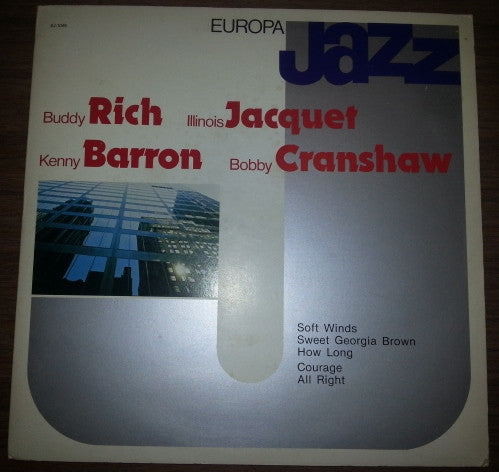 EUROPA Jazz
Buddy Rich Illinois Jacquet
Kenny Barron Bobby Cranshaw
Soft Winds
Sweet Georgia Brown
How Long
Courage
All Right